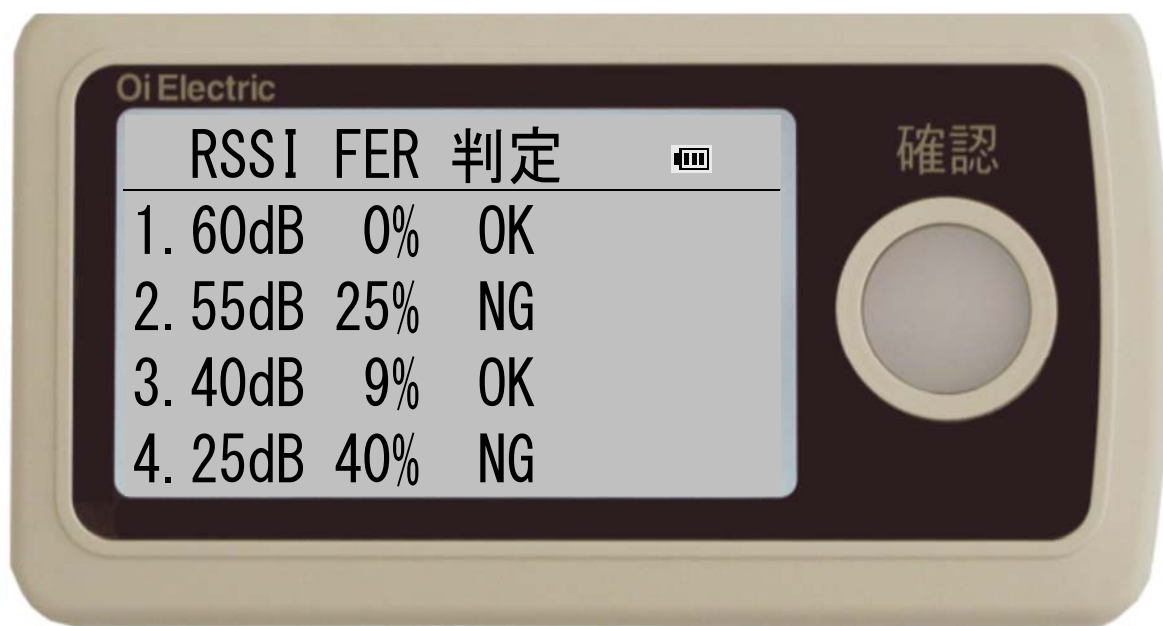 Oi Electric
RSSI FER 判定
1. 60dB 0% OK
2. 55dB 25% NG
3. 40dB 9% OK
4. 25dB 40% NG
確認